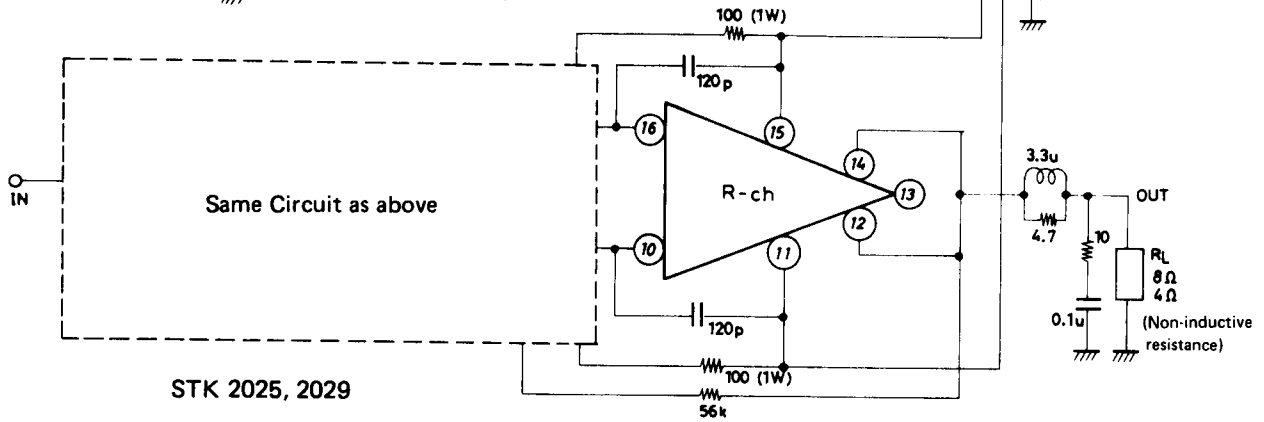 100 (1W)
120p
16
15
14
3.3u
IN
Same Circuit as above
R-ch
13
OUT
4.7
12
10
10
11
RL
8Ω
4Ω
0.1u
(Non-inductive
resistance)
120p
100 (1W)
STK 2025, 2029
56k